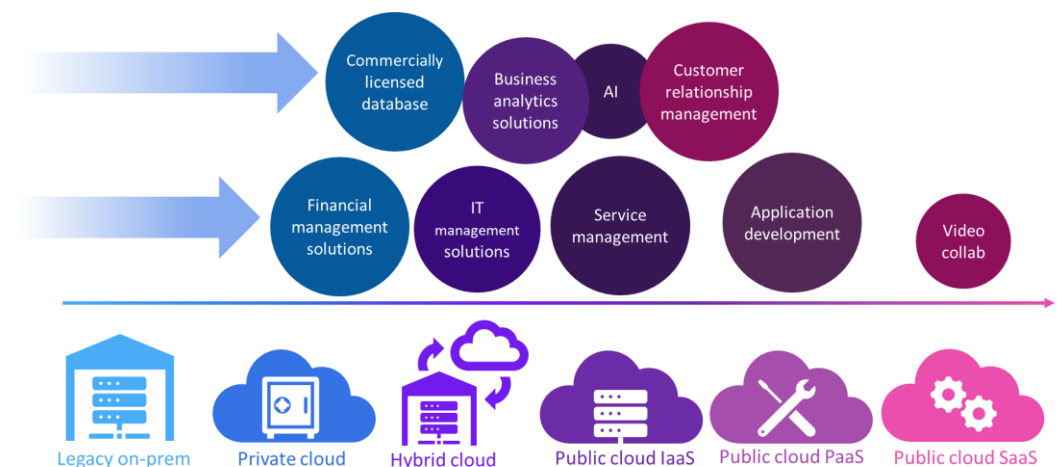 Commercially
licensed
database
Business
analytics
solutions
AI
Customer
relationship
management
Financial
management
solutions
IT
management
solutions
Service
management
Application
development
Video
collab
Legacy on-prem
Private cloud
Hybrid cloud
Public cloud IaaS
Public cloud PaaS
Public cloud SaaS